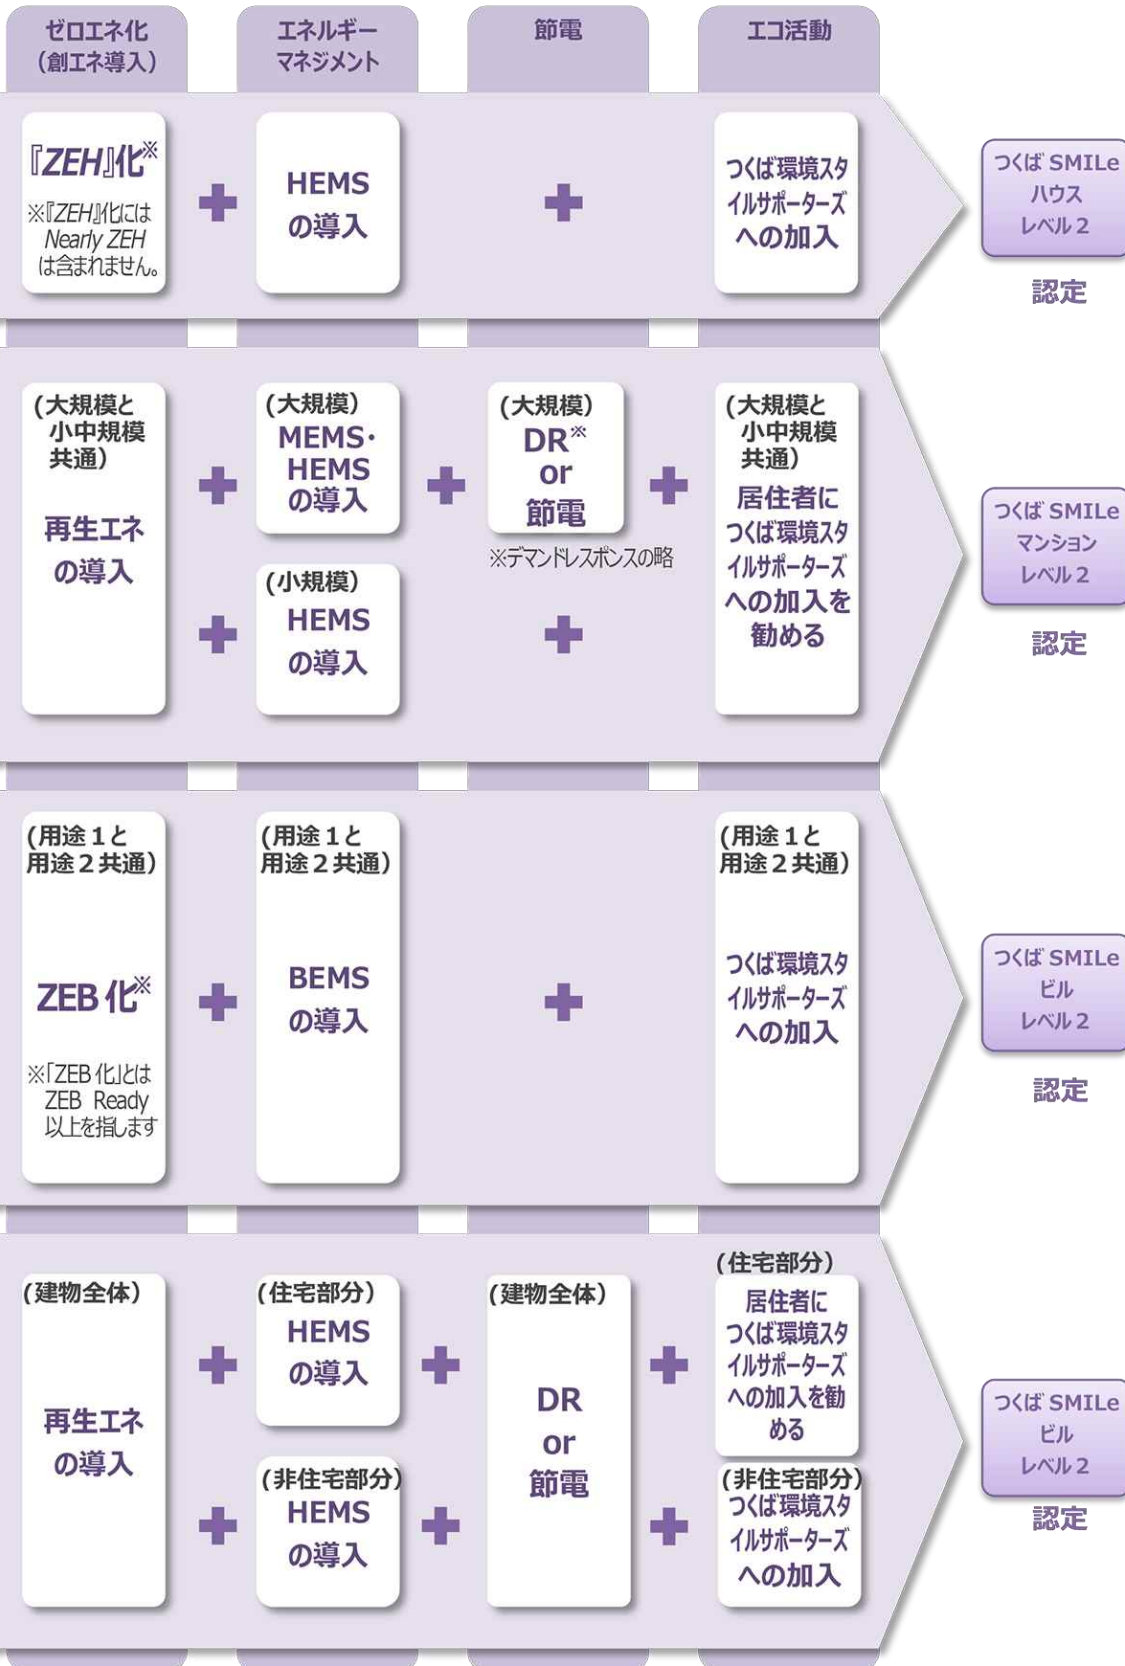 ゼロエネ化
（創エネ導入）
エネルギー
マネジメント
節電
エコ活動
『ZEH』化※
※『ZEH』化には
Nearly ZEH
は含まれません。
HEMS
の導入
つくば環境スタ
イルサポーターズ
への加入
つくば SMILe
ハウス
レベル２
認定
(大規模と
小中規模
共通）
再生エネ
の導入
(大規模）
MEMS・
HEMS
の導入
(小規模）
HEMS
の導入
(大規模）
DR※
or
節電
※デマンドレスポンスの略
(大規模と
小中規模
共通）
居住者に
つくば環境スタ
イルサポーターズ
への加入を
勧める
つくば SMILe
マンション
レベル２
認定
(用途１と
用途２共通）
ZEB 化※
※「ZEB 化」とは
ZEB Ready
以上を指します
(用途１と
用途２共通）
BEMS
の導入
(用途１と
用途２共通）
つくば環境スタ
イルサポーターズ
への加入
つくば SMILe
ビル
レベル２
認定
(建物全体）
再生エネ
の導入
(住宅部分）
HEMS
の導入
(非住宅部分）
HEMS
の導入
(建物全体）
DR
or
節電
(住宅部分）
居住者に
つくば環境スタ
イルサポーターズ
への加入を勧
める
(非住宅部分）
つくば環境スタ
イルサポーターズ
への加入
つくば SMILe
ビル
レベル２
認定